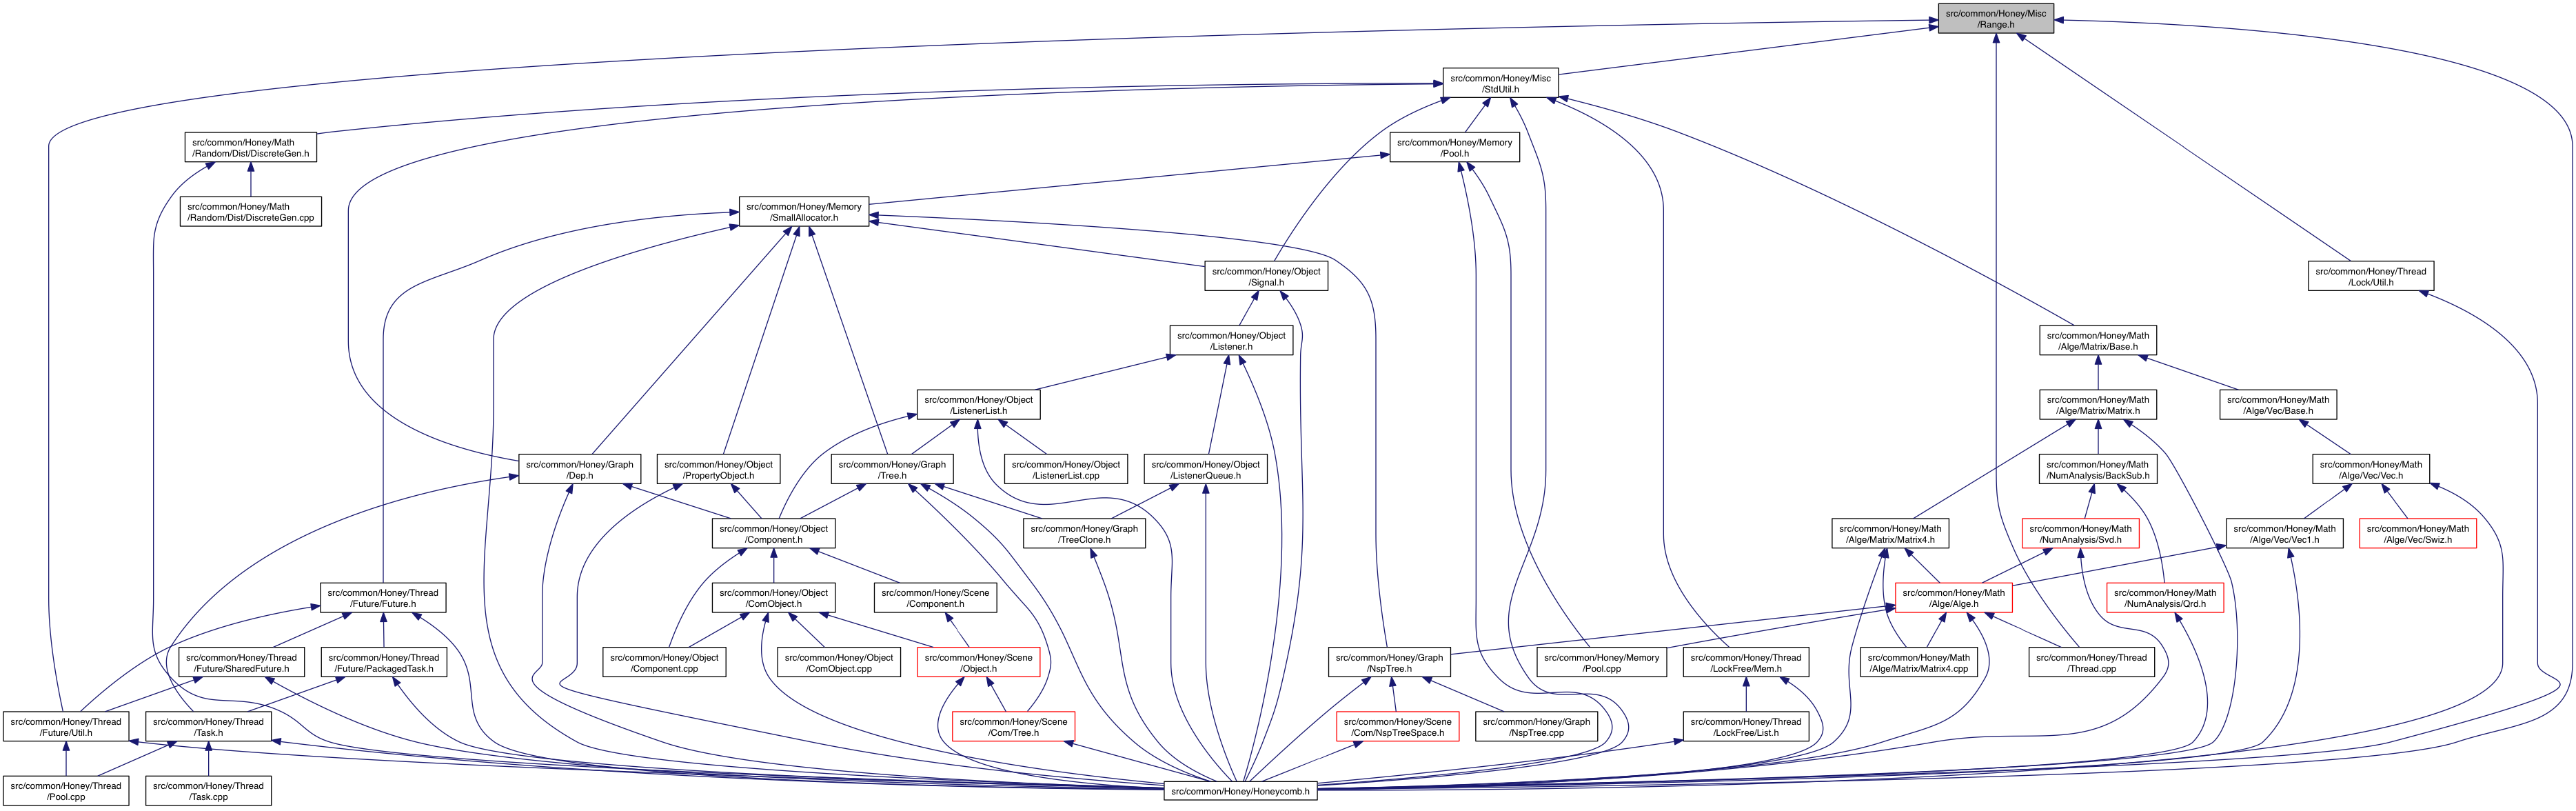 src/common/Honey/Misc
/Range.h
src/common/Honey/Misc
/StdUtil.h
src/common/Honey/Math
/Random/Dist/DiscreteGen.h
src/common/Honey/Memory
/Pool.h
src/common/Honey/Math
/Random/Dist/DiscreteGen.cpp
src/common/Honey/Memory
/SmallAllocator.h
src/common/Honey/Object
/Signal.h
src/common/Honey/Thread
/Lock/Util.h
src/common/Honey/Object
/Listener.h
src/common/Honey/Math
/Alge/Matrix/Base.h
src/common/Honey/Object
/ListenerList.h
src/common/Honey/Math
/Alge/Matrix/Matrix.h
src/common/Honey/Math
/Alge/Vec/Base.h
src/common/Honey/Graph
/Dep.h
src/common/Honey/Object
/PropertyObject.h
src/common/Honey/Graph
/Tree.h
src/common/Honey/Object
/ListenerList.cpp
src/common/Honey/Object
/ListenerQueue.h
src/common/Honey/Math
/NumAnalysis/BackSub.h
src/common/Honey/Math
/Alge/Vec/Vec.h
src/common/Honey/Object
/Component.h
src/common/Honey/Graph
/TreeClone.h
src/common/Honey/Math
/Alge/Matrix/Matrix4.h
src/common/Honey/Math
/NumAnalysis/Svd.h
src/common/Honey/Math
/Alge/Vec/Vec1.h
src/common/Honey/Math
/Alge/Vec/Swiz.h
src/common/Honey/Thread
/Future/Future.h
src/common/Honey/Object
/ComObject.h
src/common/Honey/Scene
/Component.h
src/common/Honey/Math
/Alge/Alge.h
src/common/Honey/Math
/NumAnalysis/Qrd.h
src/common/Honey/Thread
/Future/SharedFuture.h
src/common/Honey/Thread
/Future/PackagedTask.h
src/common/Honey/Object
/Component.cpp
src/common/Honey/Object
/ComObject.cpp
src/common/Honey/Scene
/Object.h
src/common/Honey/Graph
/NspTree.h
src/common/Honey/Memory
/Pool.cpp
src/common/Honey/Thread
/LockFree/Mem.h
src/common/Honey/Math
/Alge/Matrix/Matrix4.cpp
src/common/Honey/Thread
/Thread.cpp
src/common/Honey/Thread
/Future/Util.h
src/common/Honey/Thread
/Task.h
src/common/Honey/Scene
/Com/Tree.h
src/common/Honey/Scene
/Com/NspTreeSpace.h
src/common/Honey/Graph
/NspTree.cpp
src/common/Honey/Thread
/LockFree/List.h
src/common/Honey/Thread
/Pool.cpp
src/common/Honey/Thread
/Task.cpp
src/common/Honey/Honeycomb.h